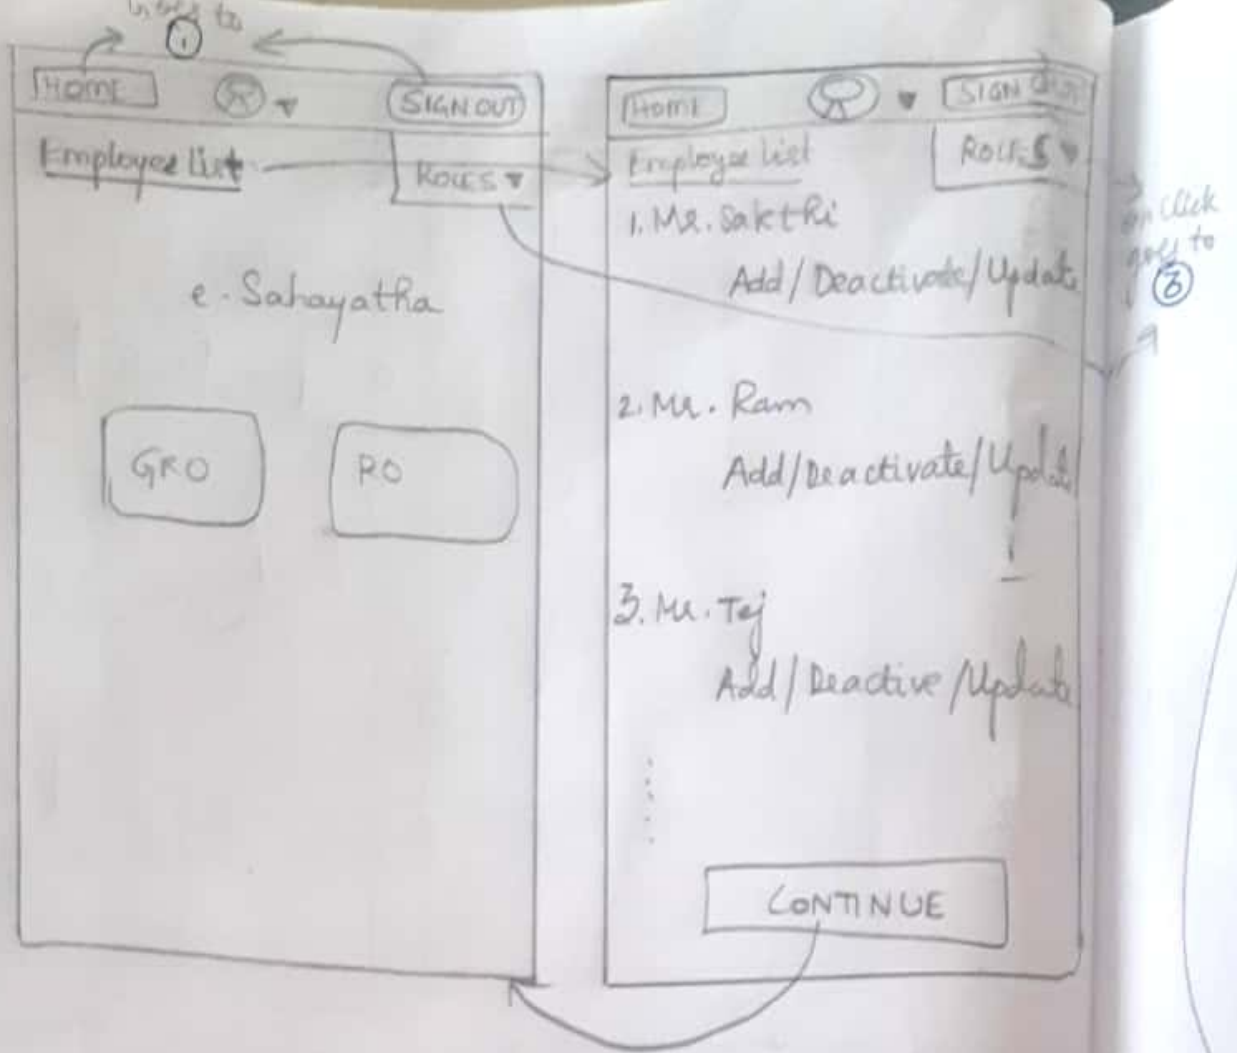 goes to
1
HOME
SIGN OUT
Employee list
ROLES
e-Sahayatha
GRO
RO
HOME
SIGN OUT
Employee list
ROLES
1. Mr. Sakthi
Add/Deactivate/Update
2. Mr. Ram
Add/Deactivate/Update
3. Mr. Tej
Add/Deactive/Update
CONTINUE
on click
goes to
3